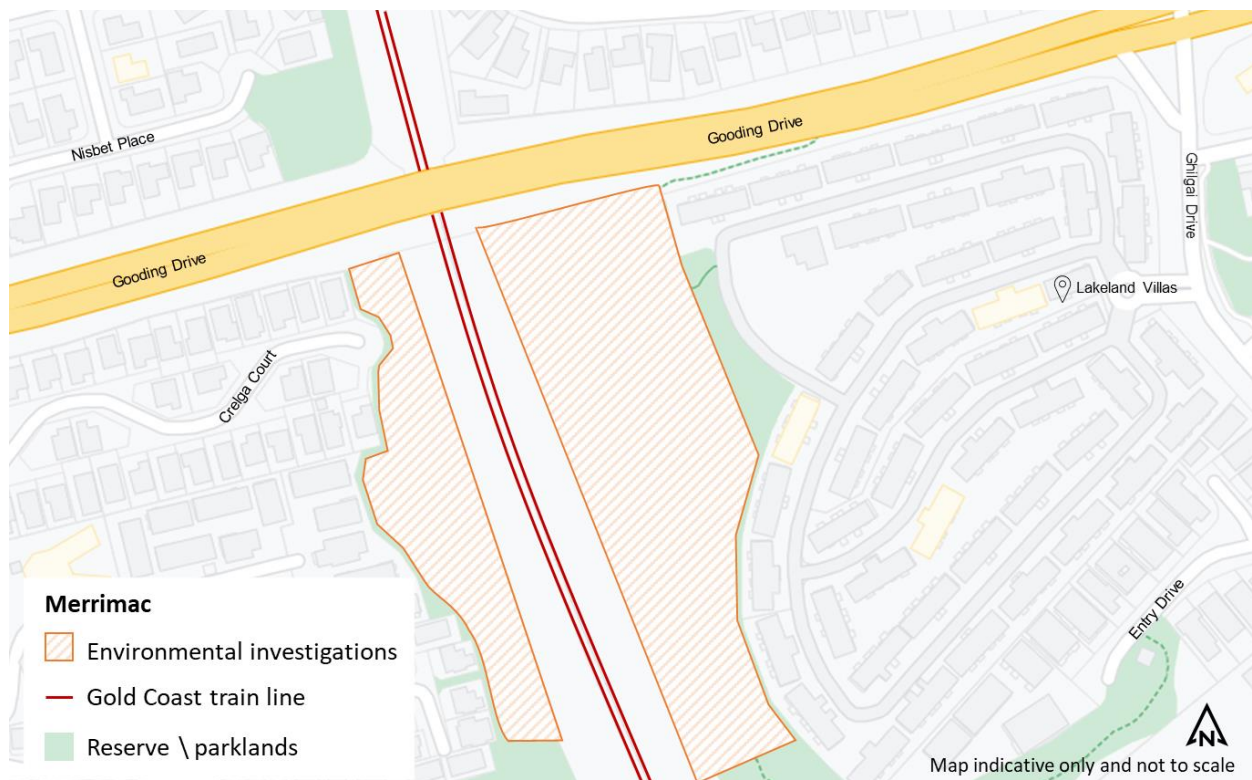 Nisbet Place
Gooding Drive
Ghilgai Drive
Gooding Drive
Lakeland Villas
Crelga Court
Entry Drive
Merrimac
Environmental investigations
Gold Coast train line
Reserve \ parklands
N
Map indicative only and not to scale